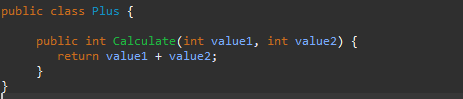 public class Plus {
public int Calculate(int value1, int value2) {
return value1 + value2;
}
}